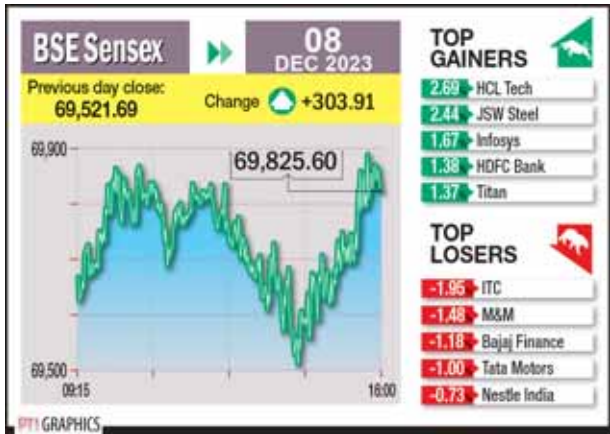 BSE Sensex
08
DEC 2023
Previous day close:
69,521.69
Change +303.91
69,900
69,825.60
69,500
09:15
16:00
TOP
GAINERS
2.69 HCL Tech
2.44 JSW Steel
1.67 Infosys
1.38 HDFC Bank
1.37 Titan
TOP
LOSERS
-1.95 ITC
-1.48 M&M
-1.18 Bajaj Finance
-1.00 Tata Motors
-0.73 Nestle India
PTI GRAPHICS